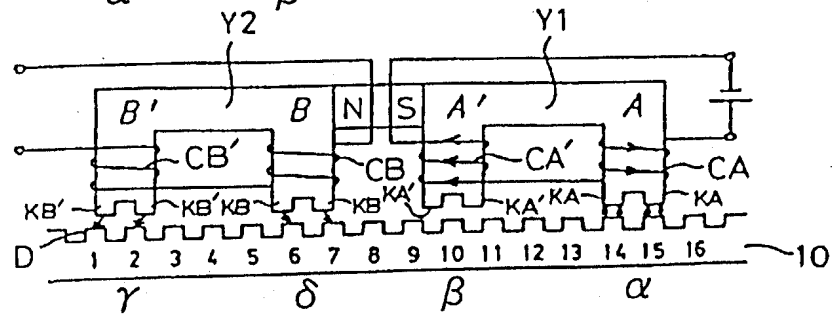 α β
Y2 Y1
B' B N S A' A
CB' CB CA' CA
KB' KB' KB KB KA' KA' KA KA
D 1 2 3 4 5 6 7 8 9 10 11 12 13 14 15 16 10
γ δ β α